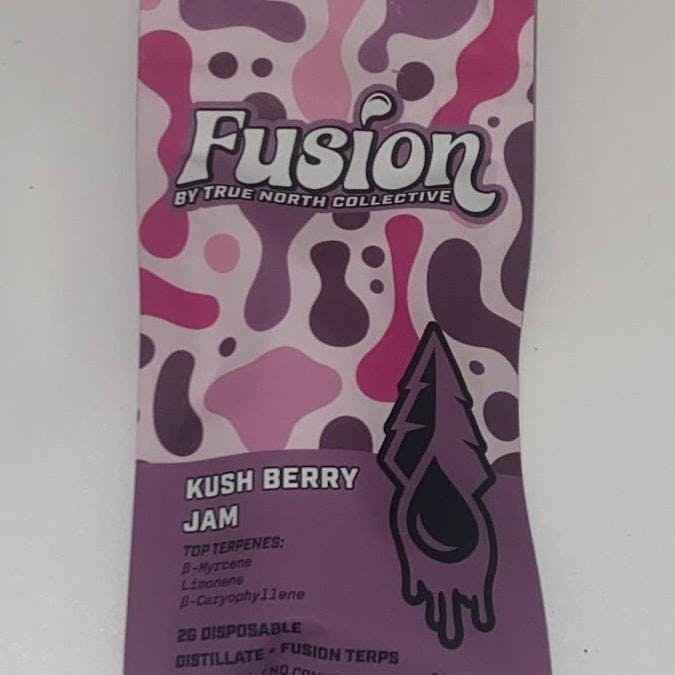 Fusion
BY TRUE NORTH COLLECTIVE
KUSH BERRY
JAM
TOP TERPENES:
β-Myrcene
Limonene
β-Caryophyllene
2G DISPOSABLE
DISTILLATE - FUSION TERPS